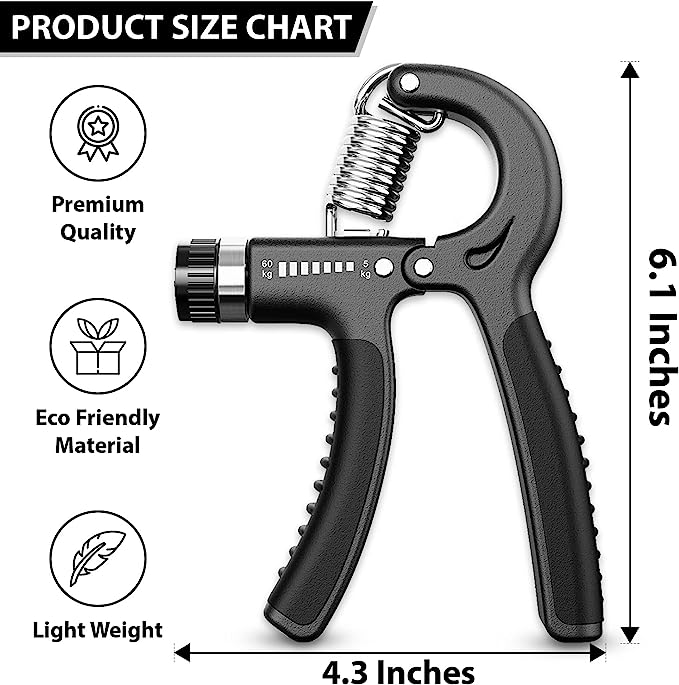 PRODUCT SIZE CHART
Premium
Quality
Eco Friendly
Material
Light Weight
60
kg
5
kg
6.1 Inches
4.3 Inches